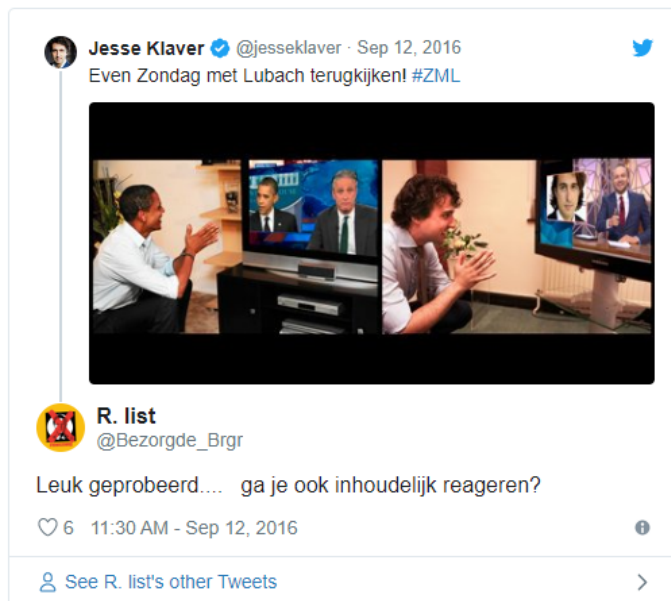 Jesse Klaver @jesseklaver · Sep 12, 2016
Even Zondag met Lubach terugkijken! #ZML
R. list
@Bezorgde_Brgr
Leuk geprobeerd.... ga je ook inhoudelijk reageren?
6 11:30 AM - Sep 12, 2016
See R. list's other Tweets